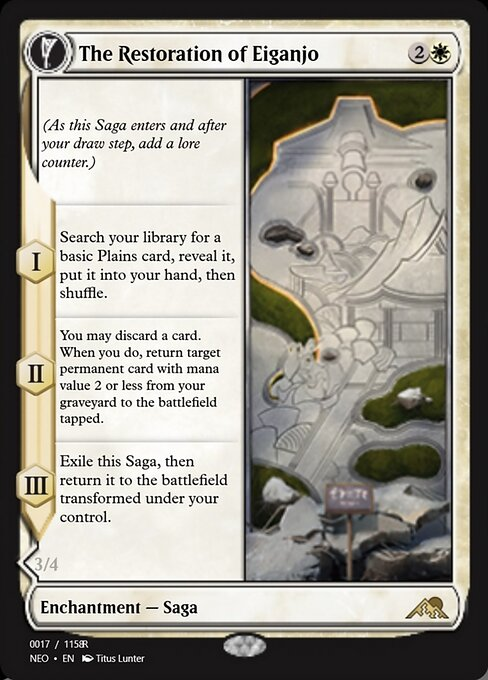 The Restoration of Eiganjo 2
(As this Saga enters and after
your draw step, add a lore
counter.)
I
Search your library for a
basic Plains card, reveal it,
put it into your hand, then
shuffle.
II
You may discard a card.
When you do, return target
permanent card with mana
value 2 or less from your
graveyard to the battlefield
tapped.
III
Exile this Saga, then
return it to the battlefield
transformed under your
control.
3/4
Enchantment — Saga
0017 / 1158R
NEO • EN Titus Lunter